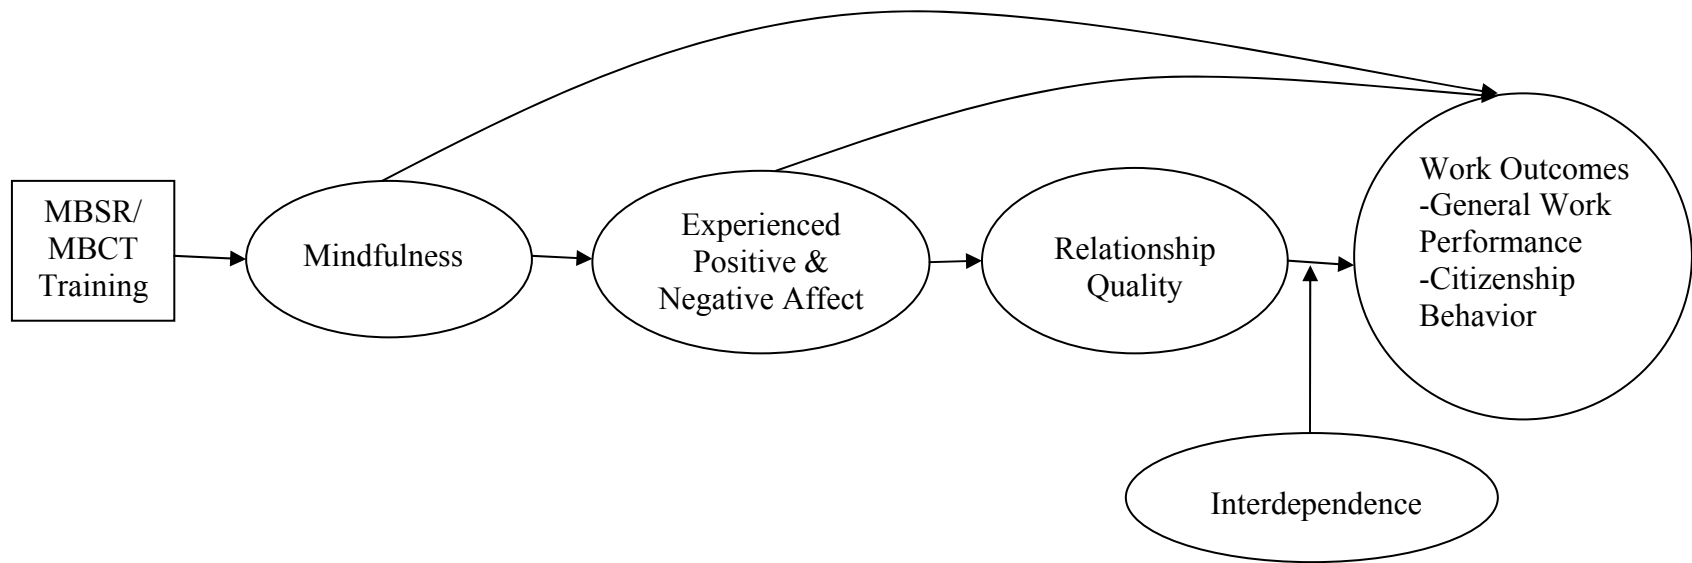 MBSR/
MBCT
Training
Mindfulness
Experienced
Positive &
Negative Affect
Relationship
Quality
Work Outcomes
-General Work
Performance
-Citizenship
Behavior
Interdependence